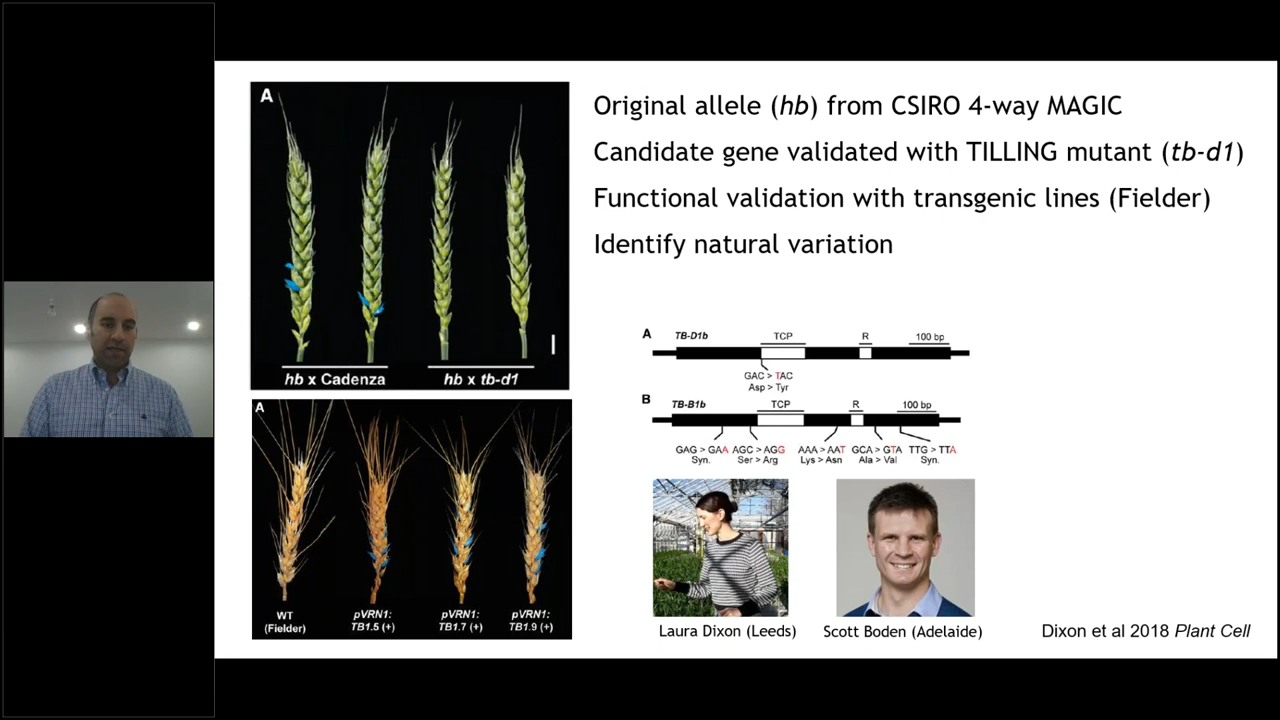 Original allele (hb) from CSIRO 4-way MAGIC
Candidate gene validated with TILLING mutant (tb-d1)
Functional validation with transgenic lines (Fielder)
Identify natural variation
A
hb x Cadenza
hb x tb-d1
A
WT
(Fielder)
pVRN1:
TB1.5 (+)
pVRN1:
TB1.7 (+)
pVRN1:
TB1.9 (+)
A
TB-D1b
TCP
R
100 bp
GAC > TAC
Asp > Tyr
B
TB-B1b
TCP
R
100 bp
GAG > GAA AGC > AGG AAA > AAT GCA > GTA TTG > TTA
Syn. Ser > Arg Lys > Asn Ala > Val Syn.
Laura Dixon (Leeds)
Scott Boden (Adelaide)
Dixon et al 2018 Plant Cell